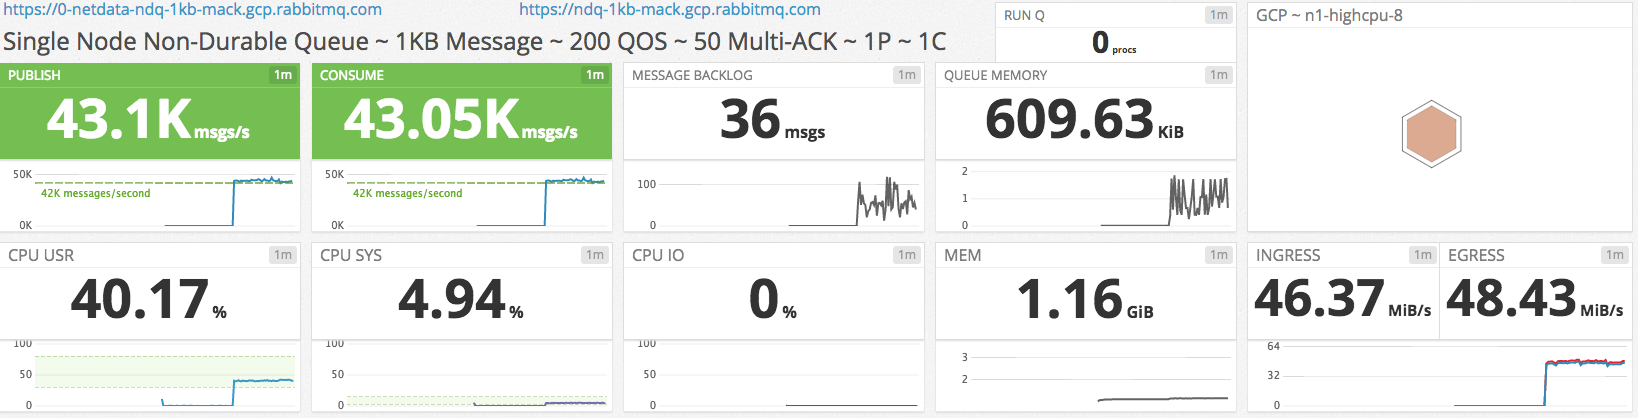 https://0-netdata-ndq-1kb-mack.gcp.rabbitmq.com https://ndq-1kb-mack.gcp.rabbitmq.com
Single Node Non-Durable Queue ~ 1KB Message ~ 200 QOS ~ 50 Multi-ACK ~ 1P ~ 1C
RUN Q 1m
0 procs
GCP ~ n1-highcpu-8
PUBLISH 1m
43.1K msgs/s
50K
42K messages/second
0K
CONSUME 1m
43.05K msgs/s
50K
42K messages/second
0K
MESSAGE BACKLOG 1m
36 msgs
100
0
QUEUE MEMORY 1m
609.63 KiB
2
1
0
CPU USR 1m
40.17 %
100
50
0
CPU SYS 1m
4.94 %
100
50
0
CPU IO 1m
0 %
100
50
0
MEM 1m
1.16 GiB
3
2
INGRESS 1m
46.37 MiB/s
EGRESS 1m
48.43 MiB/s
64
32
0